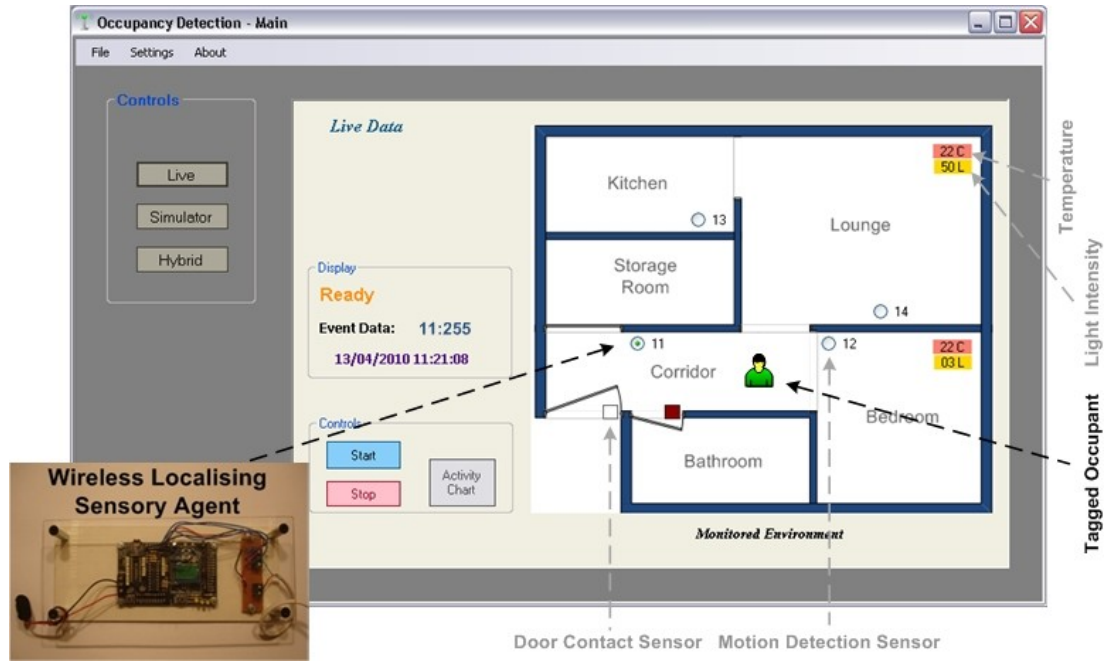 Occupancy Detection - Main
File Settings About
Controls
Live
Simulator
Hybrid
Live Data
Display
Ready
Event Data: 11:255
13/04/2010 11:21:08
Controls
Start
Stop
Activity
Chart
Kitchen
13
Storage
Room
Lounge
22 C
50 L
14
11
Corridor
12
22 C
03 L
Bedroom
Bathroom
Monitored Environment
Temperature
Light Intensity
Tagged Occupant
Wireless Localising
Sensory Agent
Door Contact Sensor Motion Detection Sensor